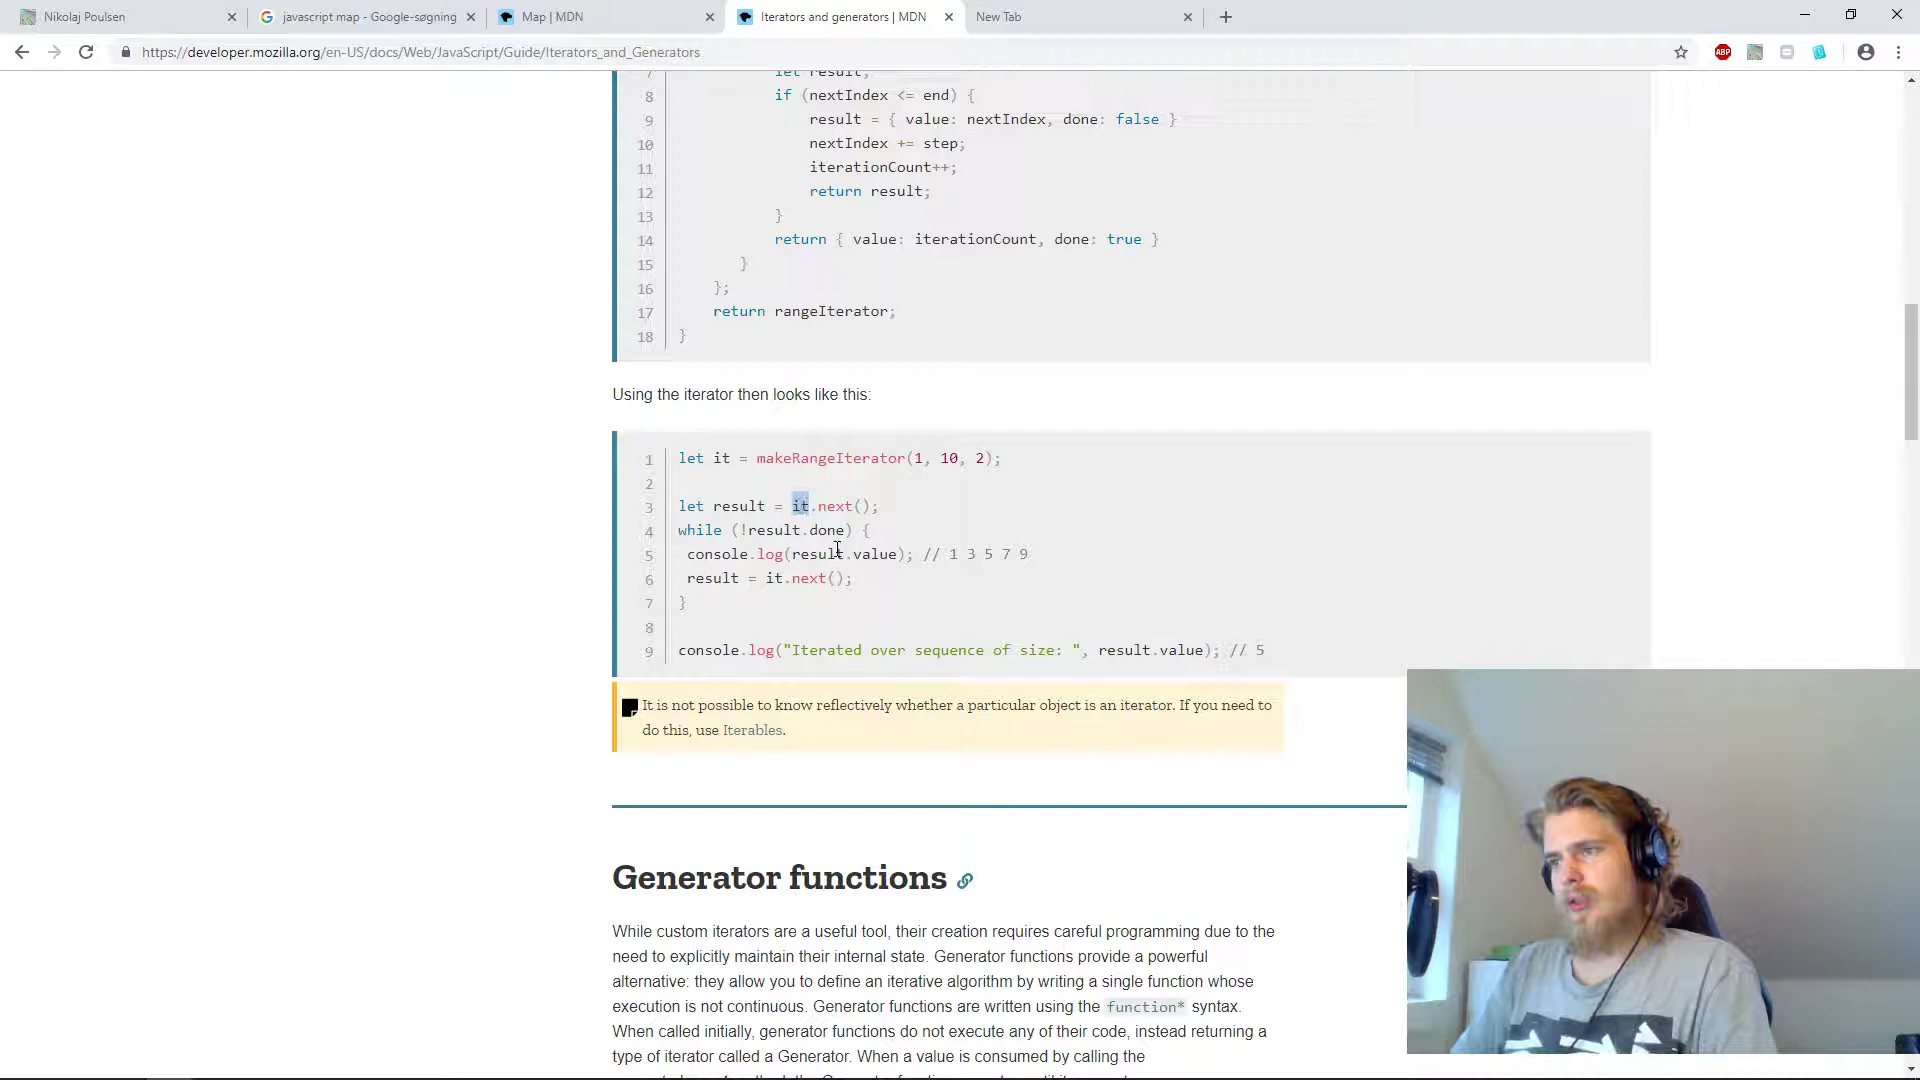 Nikolaj Poulsen
javascript map - Google-søgning
Map | MDN
Iterators and generators | MDN
New Tab
https://developer.mozilla.org/en-US/docs/Web/JavaScript/Guide/Iterators_and_Generators
ABP
7 let result;
8 if (nextIndex <= end) {
9 result = { value: nextIndex, done: false }
10 nextIndex += step;
11 iterationCount++;
12 return result;
13 }
14 return { value: iterationCount, done: true }
15 }
16 };
17 return rangeIterator;
18 }
Using the iterator then looks like this:
1 let it = makeRangeIterator(1, 10, 2);
2
3 let result = it.next();
4 while (!result.done) {
5 console.log(result.value); // 1 3 5 7 9
6 result = it.next();
7 }
8
9 console.log("Iterated over sequence of size: ", result.value); // 5
It is not possible to know reflectively whether a particular object is an iterator. If you need to
do this, use Iterables.
Generator functions
While custom iterators are a useful tool, their creation requires careful programming due to the
need to explicitly maintain their internal state. Generator functions provide a powerful
alternative: they allow you to define an iterative algorithm by writing a single function whose
execution is not continuous. Generator functions are written using the function* syntax.
When called initially, generator functions do not execute any of their code, instead returning a
type of iterator called a Generator. When a value is consumed by calling the